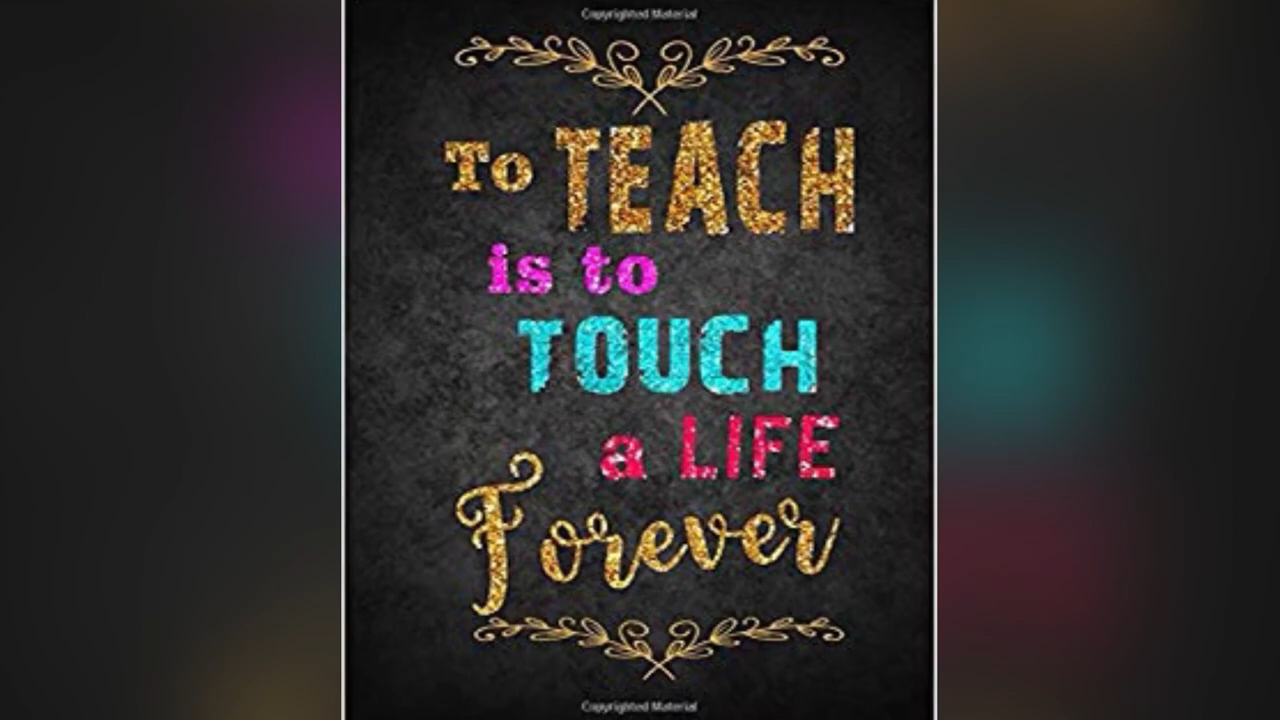 Copyrighted Material
To TEACH
is to
TOUCH
a LIFE
Forever
Copyrighted Material